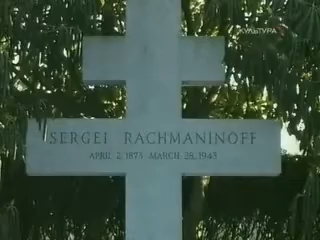 КУЛЬТУРА
SERGEI RACHMANINOFF
APRIL 2, 1873 MARCH 28, 1943